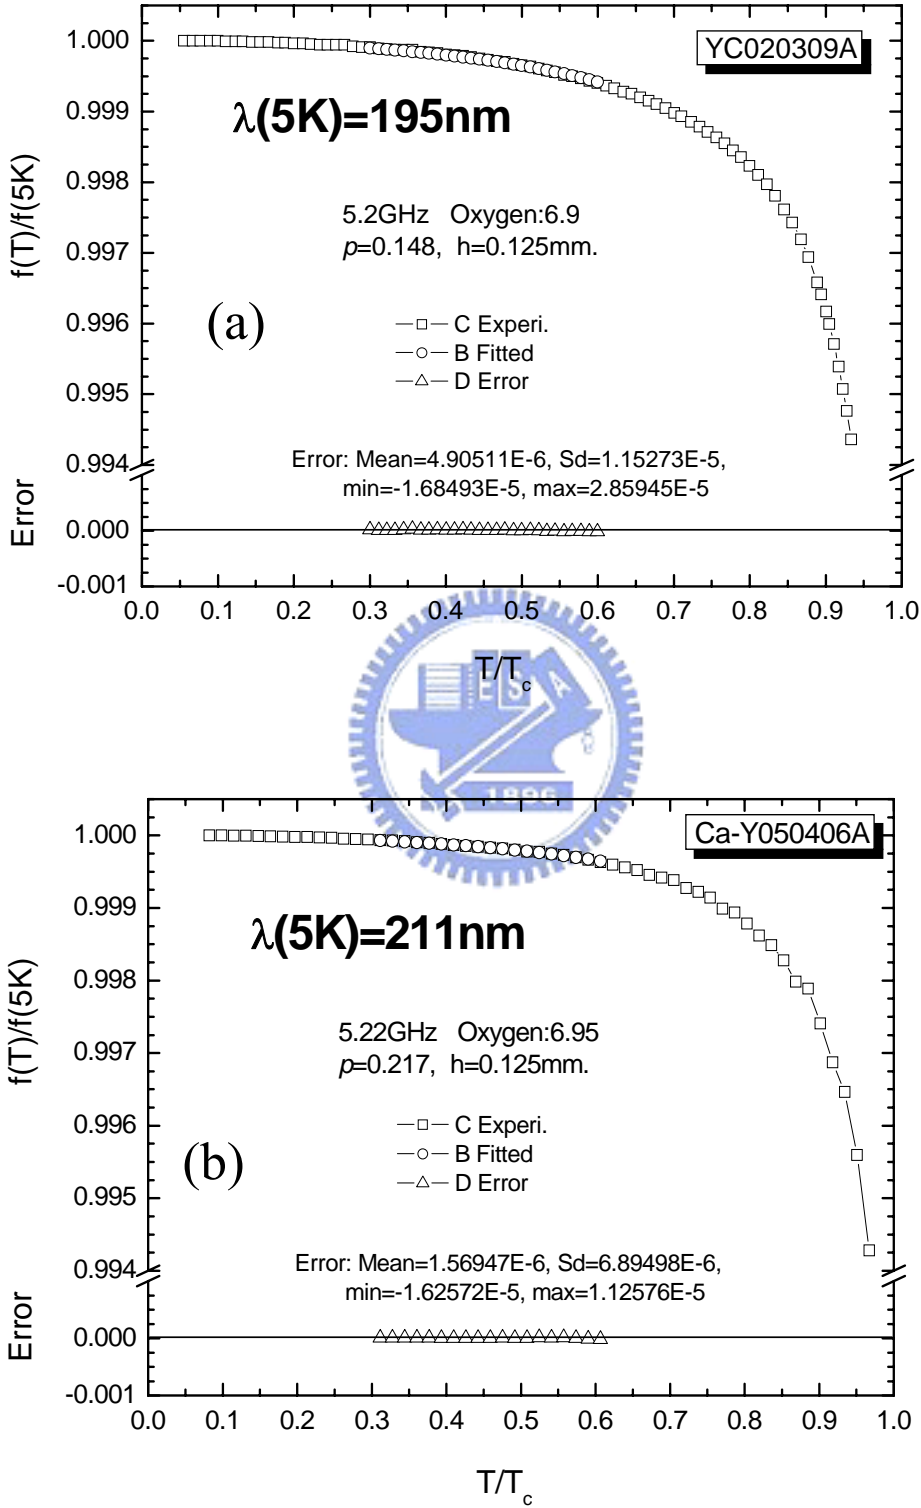 YC020309A
1.000
0.999
0.998
0.997
0.996
0.995
0.994
0.000
-0.001
f(T)/f(5K)
Error
λ(5K)=195nm
5.2GHz Oxygen:6.9
p=0.148, h=0.125mm.
(a)
C Experi.
B Fitted
D Error
Error: Mean=4.90511E-6, Sd=1.15273E-5,
min=-1.68493E-5, max=2.85945E-5
0.0 0.1 0.2 0.3 0.4 0.5 0.6 0.7 0.8 0.9 1.0
T/Tc
E S A
1896
Ca-Y050406A
1.000
0.999
0.998
0.997
0.996
0.995
0.994
0.000
-0.001
f(T)/f(5K)
Error
λ(5K)=211nm
5.22GHz Oxygen:6.95
p=0.217, h=0.125mm.
(b)
C Experi.
B Fitted
D Error
Error: Mean=1.56947E-6, Sd=6.89498E-6,
min=-1.62572E-5, max=1.12576E-5
0.0 0.1 0.2 0.3 0.4 0.5 0.6 0.7 0.8 0.9 1.0
T/Tc